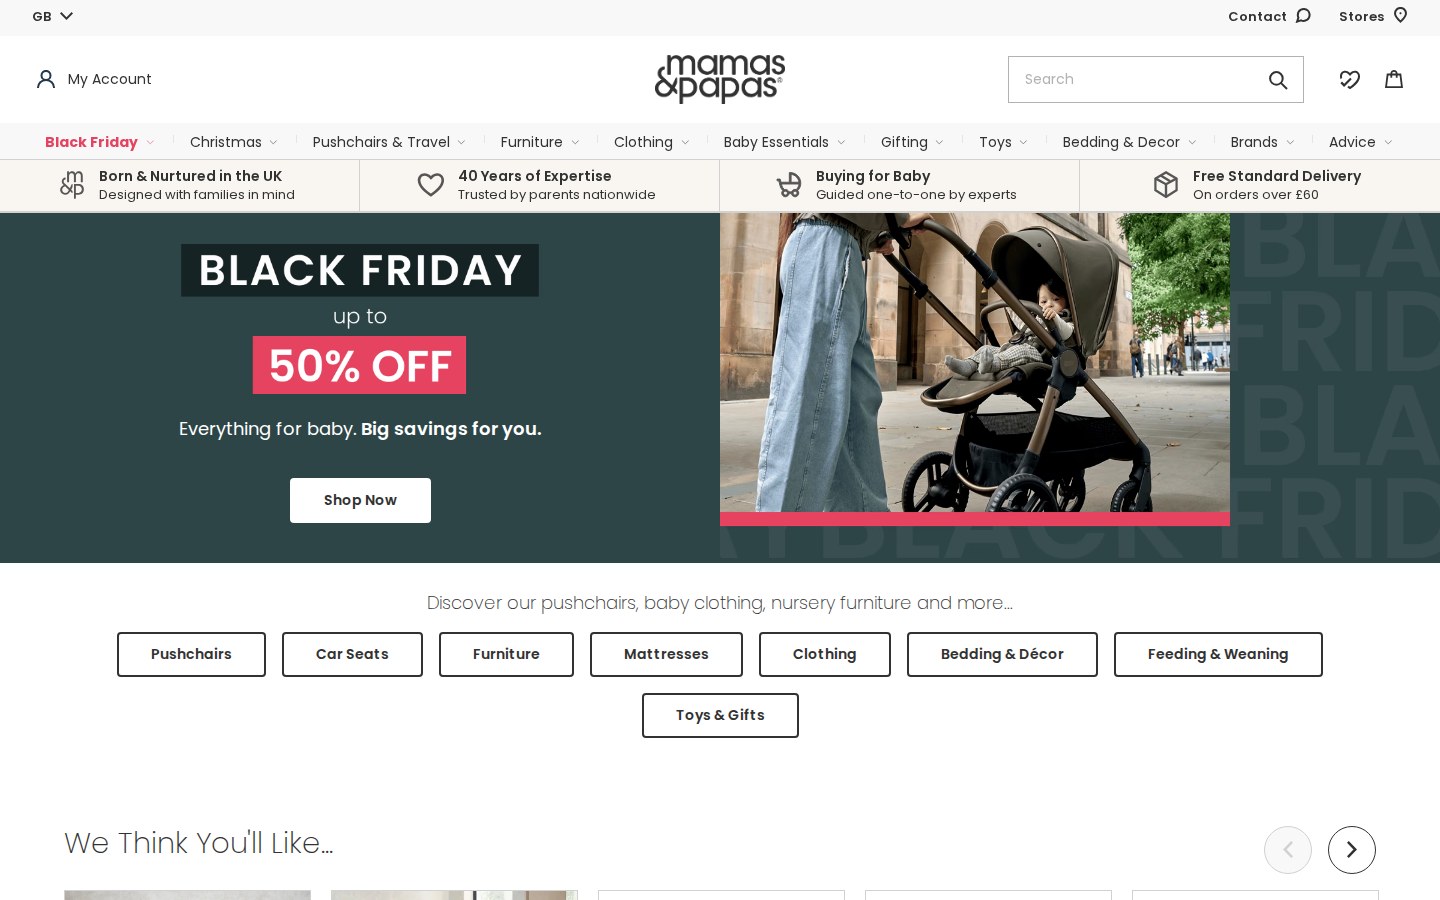 GB
Contact
Stores
My Account
mamas
&papas
Search
Black Friday
Christmas
Pushchairs & Travel
Furniture
Clothing
Baby Essentials
Gifting
Toys
Bedding & Decor
Brands
Advice
m
&p
Born & Nurtured in the UK
Designed with families in mind
40 Years of Expertise
Trusted by parents nationwide
Buying for Baby
Guided one-to-one by experts
Free Standard Delivery
On orders over £60
BLACK FRIDAY
up to
50% OFF
Everything for baby. Big savings for you.
Shop Now
BLA
FRID
BLA
BLACK FRID
Discover our pushchairs, baby clothing, nursery furniture and more...
Pushchairs
Car Seats
Furniture
Mattresses
Clothing
Bedding & Décor
Feeding & Weaning
Toys & Gifts
We Think You'll Like...